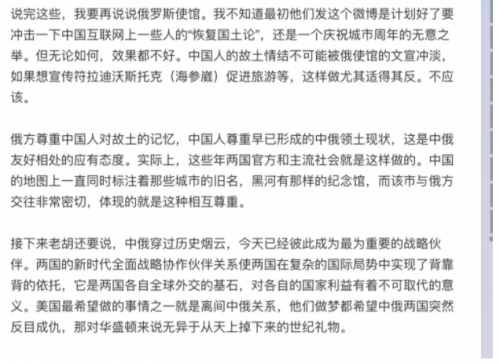 说完这些，我要再说说俄罗斯使馆。我不知道最初他们发这个微博是计划好了要
冲击一下中国互联网上一些人的“恢复国土论”，还是一个庆祝城市周年的无意之
举。但无论如何，效果都不好。中国人的故土情结不可能被俄使馆的文宣冲淡，
如果想宣传符拉迪沃斯托克（海参崴）促进旅游等，这样做尤其适得其反。不应
该。
俄方尊重中国人对故土的记忆，中国人尊重早已形成的中俄领土现状，这是中俄
友好相处的应有态度。实际上，这些年两国官方和主流社会就是这样做的。中国
的地图上一直同时标注着那些城市的旧名，黑河有那样的纪念馆，而该市与俄方
交往非常密切，体现的就是这种相互尊重。
接下来老胡还要说，中俄穿过历史烟云，今天已经彼此成为最为重要的战略伙
伴。两国的新时代全面战略协作伙伴关系使两国在复杂的国际局势中实现了背靠
背的依托，它是两国各自全球外交的基石，对各自的国家利益有着不可取代的意
义。美国最希望做的事情之一就是离间中俄关系，他们做梦都希望中俄两国突然
反目成仇，那对华盛顿来说无异于从天上掉下来的世纪礼物。